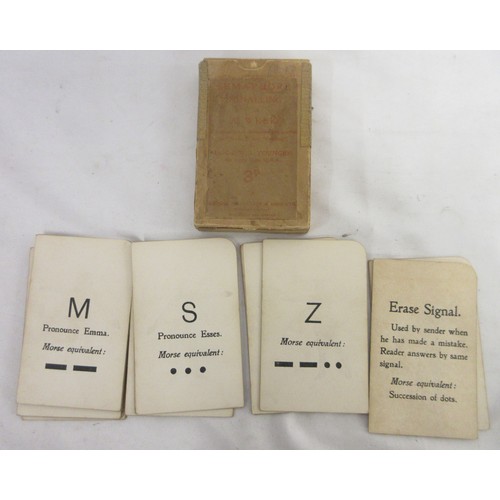 M
Pronounce Emma.
Morse equivalent:
S
Pronounce Esses.
Morse equivalent:
Z
Morse equivalent:
Erase Signal.
Used by sender when
he has made a mistake.
Reader answers by same
signal.
Morse equivalent:
Succession of dots.